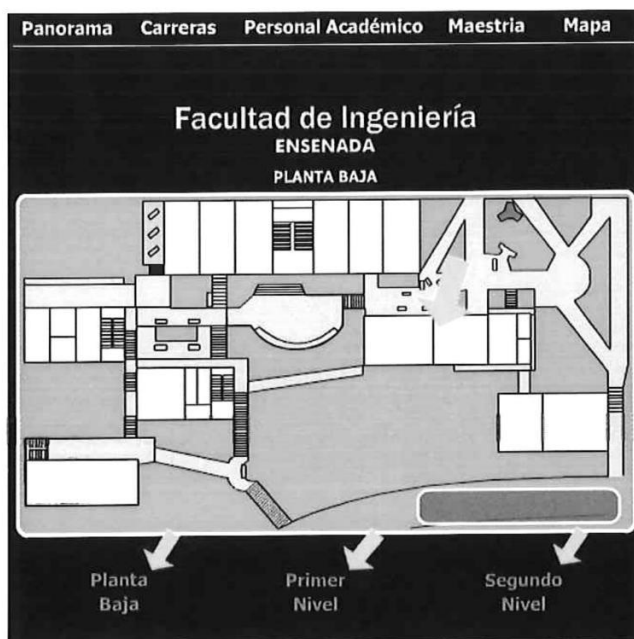 Panorama Carreras Personal Académico Maestria Mapa
Facultad de Ingeniería
ENSENADA
PLANTA BAJA
Planta Baja
Primer Nivel
Segundo Nivel